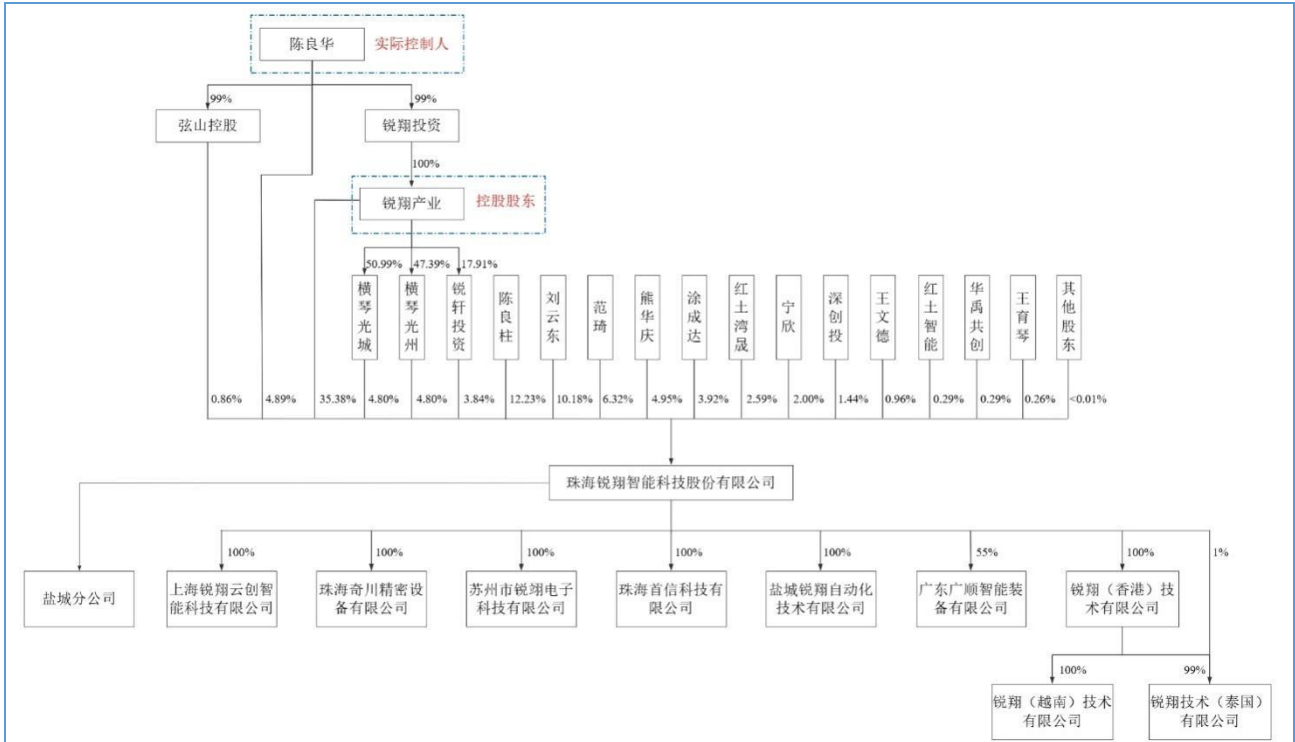 陈良华
实际控制人
99%
99%
弦山控股
锐翔投资
100%
锐翔产业
控股股东
50.99%
47.39%
17.91%
横琴光城
横琴光州
锐轩投资
陈良柱
刘云东
范琦
熊华庆
涂成达
红土湾晟
宁欣
深创投
王文德
红土智能
华禹共创
王育琴
其他股东
0.86%
4.89%
35.38%
4.80%
4.80%
3.84%
12.23%
10.18%
6.32%
4.95%
3.92%
2.59%
2.00%
1.44%
0.96%
0.29%
0.29%
0.26%
<0.01%
珠海锐翔智能科技股份有限公司
100%
100%
100%
100%
100%
55%
100%
1%
盐城分公司
上海锐翔云创智
能科技有限公司
珠海奇川精密设
备有限公司
苏州市锐翊电子
科技有限公司
珠海首信科技有
限公司
盐城锐翔自动化
技术有限公司
广东广顺智能装
备有限公司
锐翔（香港）技
术有限公司
100%
99%
锐翔（越南）技术
有限公司
锐翔技术（泰国）
有限公司